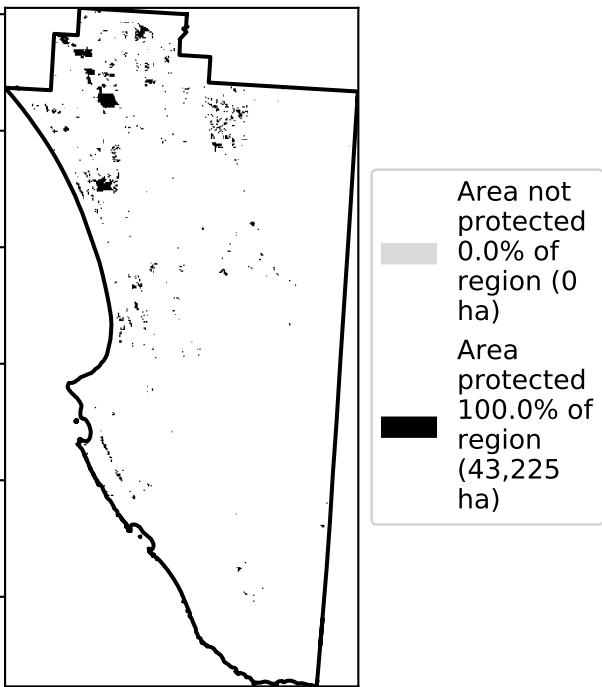 Area not
protected
0.0% of
region (0
ha)
Area
protected
100.0% of
region
(43,225
ha)